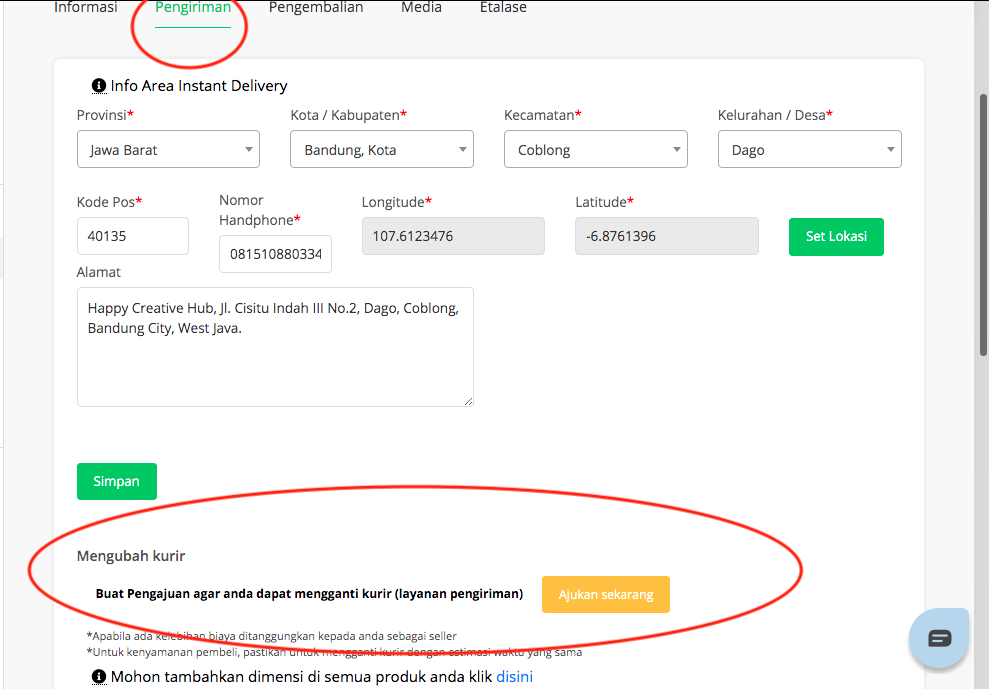 Informasi Pengiriman Pengembalian Media Etalase
Info Area Instant Delivery
Provinsi* Kota / Kabupaten* Kecamatan* Kelurahan / Desa*
Jawa Barat Bandung, Kota Coblong Dago
Kode Pos* Nomor Handphone* Longitude* Latitude*
40135 081510880334 107.6123476 -6.8761396 Set Lokasi
Alamat
Happy Creative Hub, Jl. Cisitu Indah III No.2, Dago, Coblong,
Bandung City, West Java.
Simpan
Mengubah kurir
Buat Pengajuan agar anda dapat mengganti kurir (layanan pengiriman) Ajukan sekarang
*Apabila ada kelebihan biaya ditanggungkan kepada anda sebagai seller
*Untuk kenyamanan pembeli, pastikan untuk mengganti kurir dengan estimasi waktu yang sama
Mohon tambahkan dimensi di semua produk anda klik disini